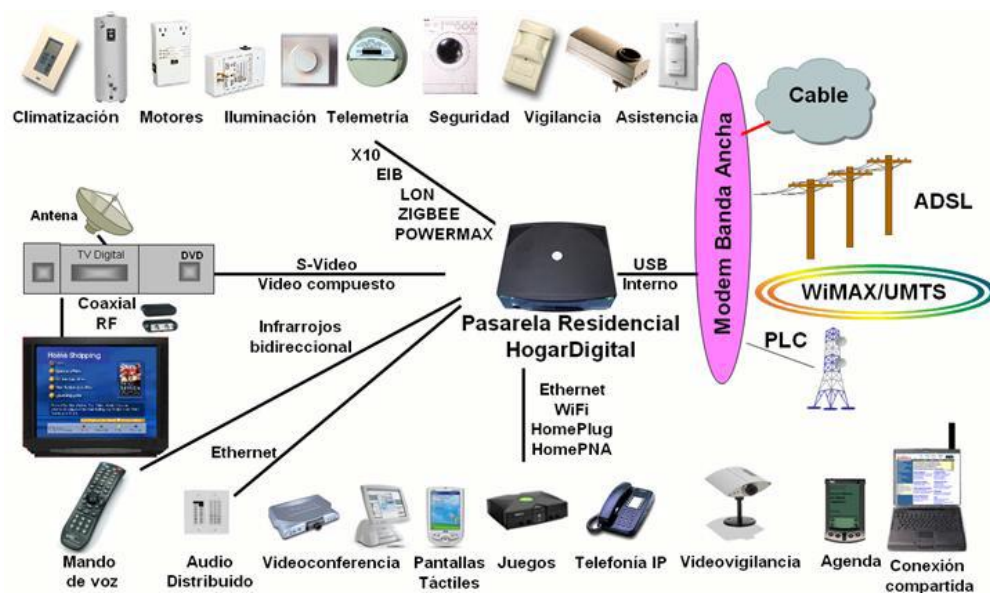 Climatización
Motores
Iluminación
Telemetría
Seguridad
Vigilancia
Asistencia
X10
EIB
LON
ZIGBEE
POWERMAX
Antena
TV Digital
DVD
S-Video
Video compuesto
Coaxial
RF
Home Shopping
Infrarrojos
bidireccional
Ethernet
Pasarela Residencial
HogarDigital
USB
Interno
Modem Banda Ancha
Cable
ADSL
WiMAX/UMTS
PLC
Ethernet
WiFi
HomePlug
HomePNA
Mando
de voz
Audio
Distribuido
Videoconferencia
Pantallas
Táctiles
Juegos
Telefonía IP
Videovigilancia
Agenda
Conexión
compartida